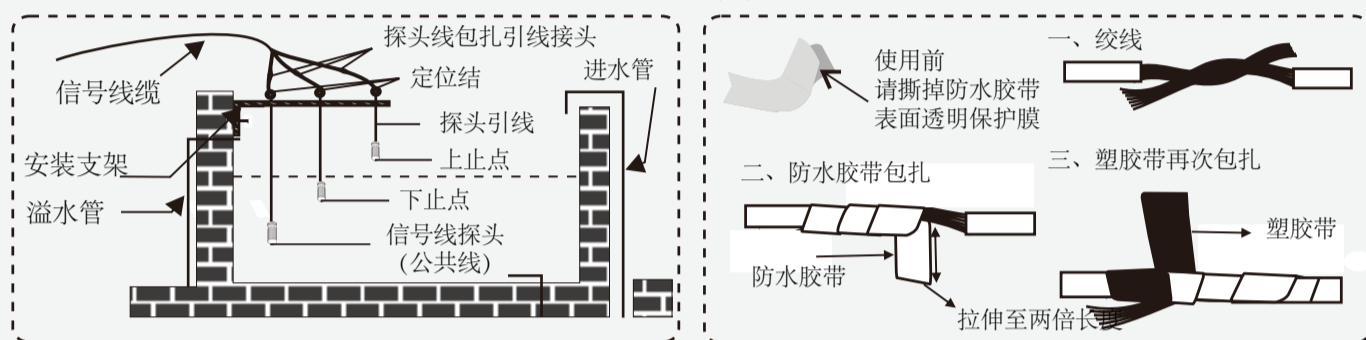 探头线包扎引线接头
定位结
进水管
信号线缆
探头引线
上止点
安装支架
下止点
溢水管
信号线探头
(公共线)
使用前
请撕掉防水胶带
表面透明保护膜
一、绞线
二、防水胶带包扎
防水胶带
拉伸至两倍长度
三、塑胶带再次包扎
塑胶带